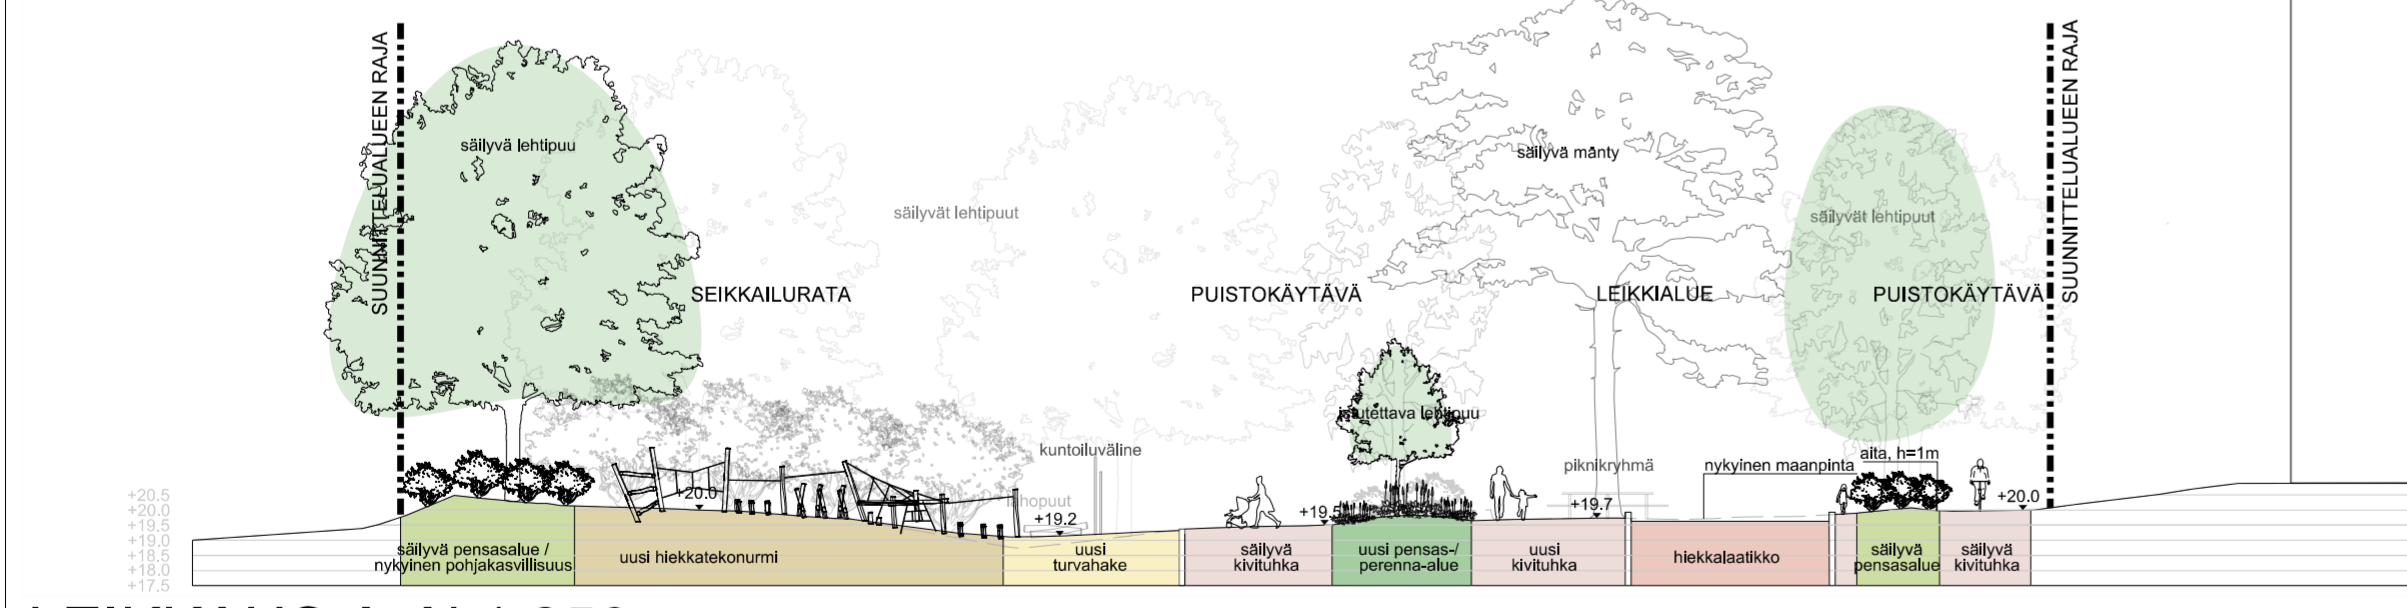 SUUNNITTELUALUEEN RAJA
SUUNNITTELUALUEEN RAJA
säilyvä lehtipuu
säilyvä mänty
säilyvät lehtipuut
säilyvät lehtipuut
SEIKKAILURATA
PUISTOKÄYTÄVÄ
LEIKKIALUE
PUISTOKÄYTÄVÄ
istutettava lehtipuu
kuntoiluväline
piknikryhmä
nykyinen maanpinta
aita, h=1m
+20.0
+19.2
+19.5
+19.7
+20.0
+20.5
+20.0
+19.5
+19.0
+18.5
+18.0
+17.5
säilyvä pensasalue /
nykyinen pohjakasvillisuus
uusi hiekkatekonurmi
uusi
turvahake
säilyvä
kivituhka
uusi pensas-/
perenna-alue
uusi
kivituhka
hiekkalaatikko
säilyvä
pensasalue
säilyvä
kivituhka